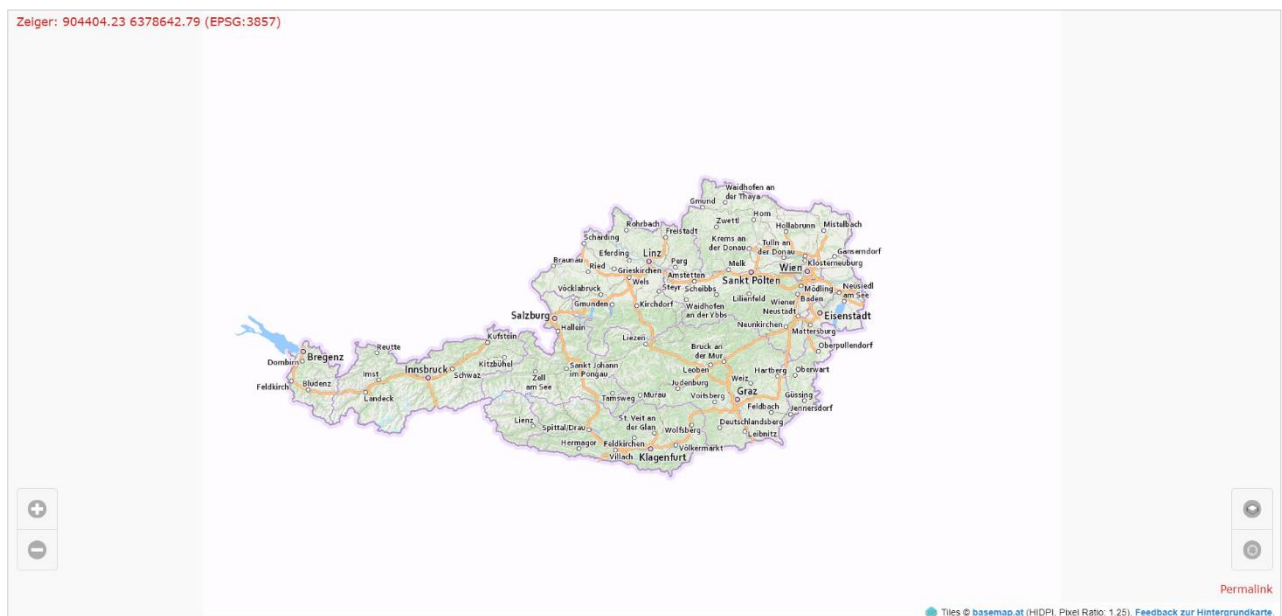 Zeiger: 904404.23 6378642.79 (EPSG:3857)
Waidhofen an
der Thaya
Gmund
Horn
Zwettl
Hollabrunn
Mistelbach
Rohrbach
Freistadt
Scharding
Krems an
der Donau
Tulln an
der Donau
Ganserndorf
Eferding
Linz
Klosterneuburg
Braunau
Ried
Grieskirchen
Perg
Melk
Wien
Wels
Amstetten
Sankt Polten
Steyr
Scheibbs
Mödling
Neusiedl
am See
Vöcklabruck
Baden
Gmunden
Kirchdorf
Waidhofen
an der Ybbs
Lilienfeld
Wiener
Neustadt
Salzburg
Eisenstadt
Hallein
Neunkirchen
Mattersburg
Kufstein
Liezen
Bruck an
der Mur
Oberpullendorf
Reutte
Bregenz
Dornbirn
Kitzbühel
Sankt Johann
im Pongau
Innsbruck
Schwaz
Imst
Leoben
Hartberg
Oberwart
Feldkirch
Bludenz
Zell
am See
Judenburg
Weiz
Landeck
Tamsweg
Murau
Voitsberg
Graz
Güssing
Feldbach
Jennersdorf
Lienz
Spittal/Drau
St. Veit an
der Glan
Wolfsberg
Deutschlandsberg
Leibnitz
Hermagor
Feldkirchen
Völkermarkt
Villach
Klagenfurt
Permalink
Tiles © basemap.at (HIDPI, Pixel Ratio: 1.25), Feedback zur Hintergrundkarte